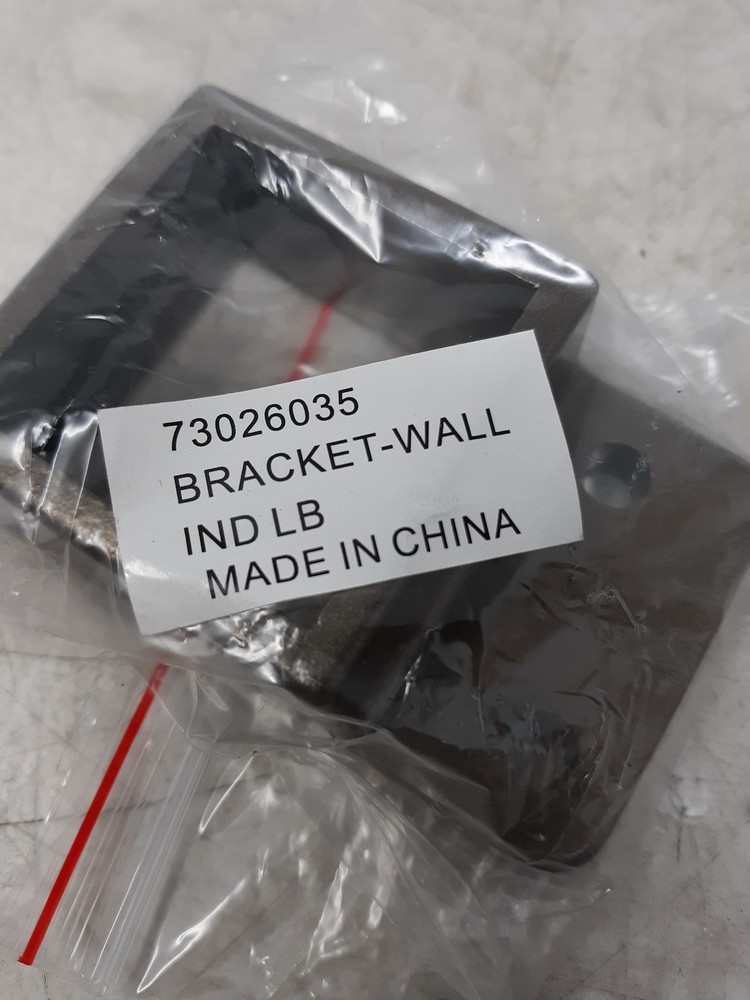 73026035
BRACKET-WALL
IND LB
MADE IN CHINA